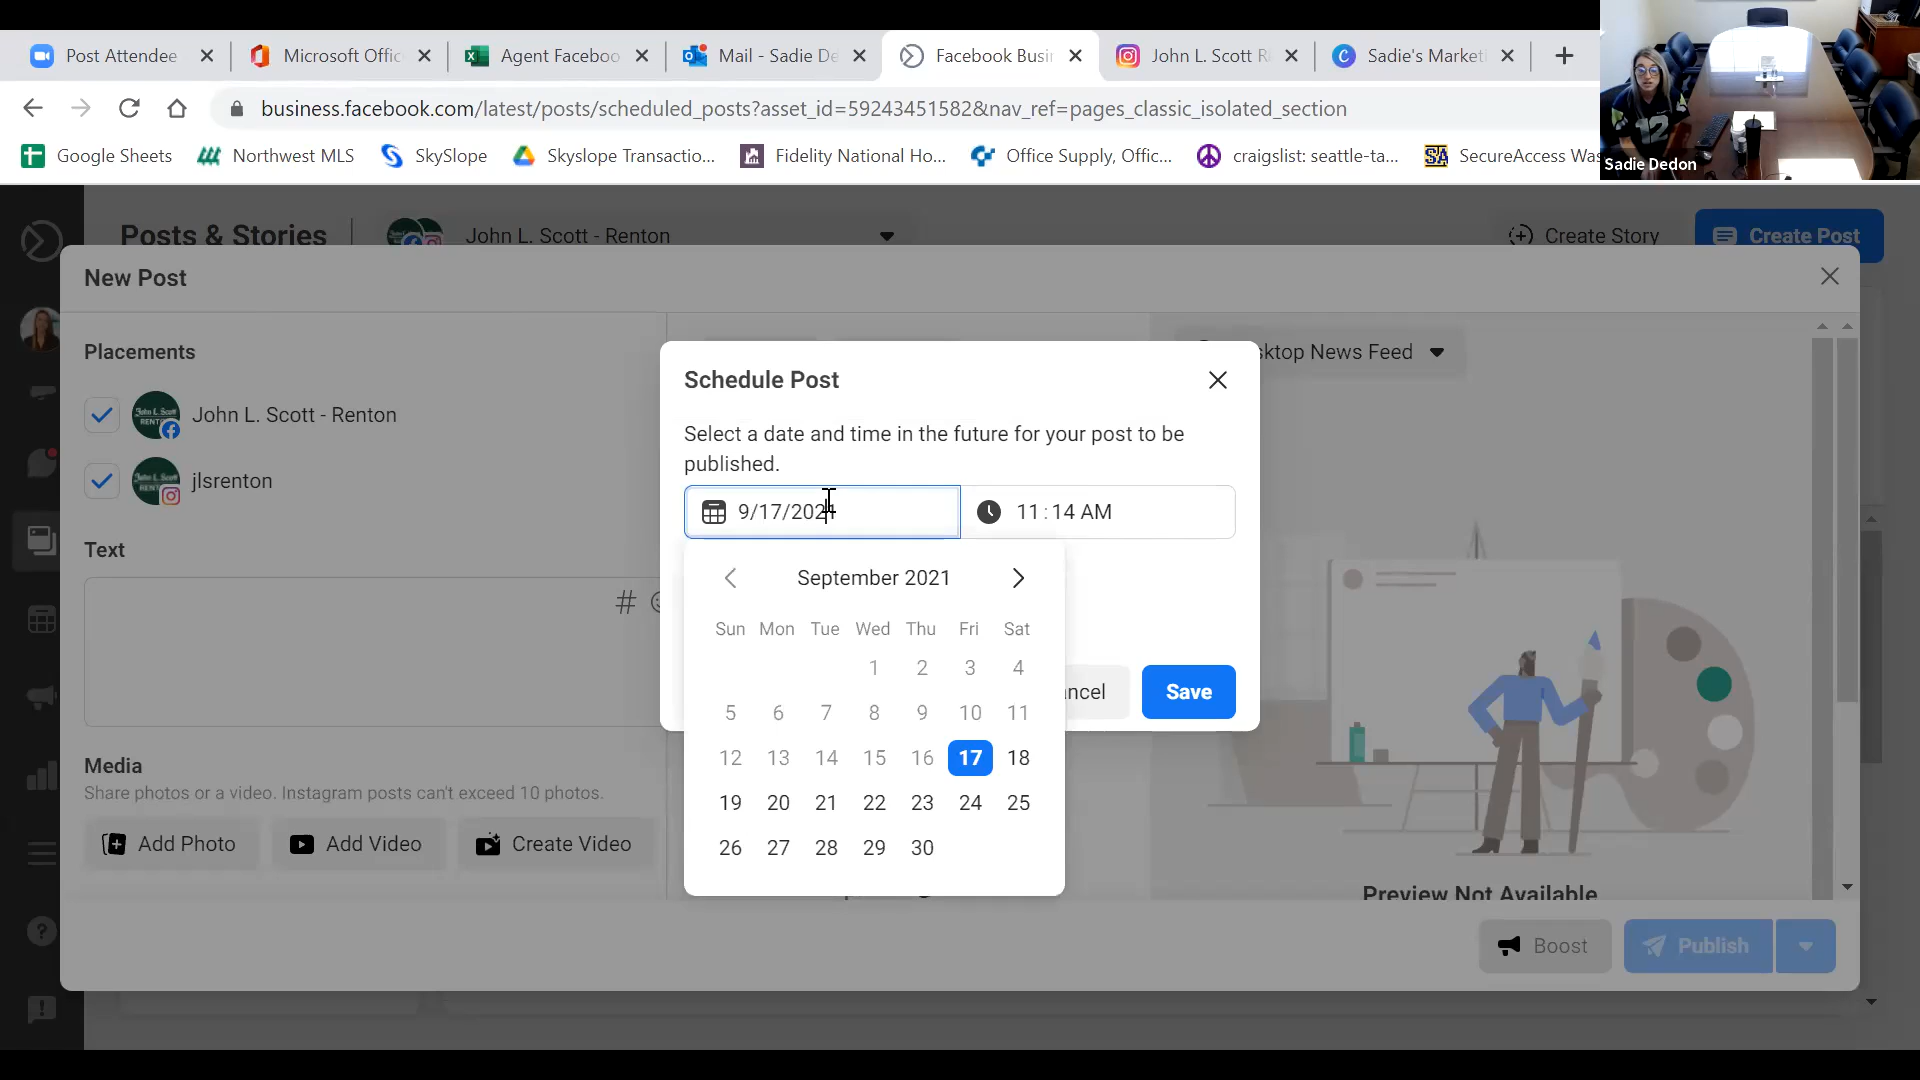 Post Attendee
Microsoft Offic
Agent Faceboo
Mail - Sadie De
Facebook Busi
John L. Scott R
Sadie's Marketi
business.facebook.com/latest/posts/scheduled_posts?asset_id=59243451582&nav_ref=pages_classic_isolated_section
Google Sheets
Northwest MLS
SkySlope
Skyslope Transactio...
Fidelity National Ho...
Office Supply, Offic...
craigslist: seattle-ta...
SecureAccess Was
12
Sadie Dedon
Posts & Stories
John L. Scott - Renton
Create Story
Create Post
New Post
Placements
John L. Scott - Renton
jlsrenton
Text
#
Media
Share photos or a video. Instagram posts can't exceed 10 photos.
Add Photo
Add Video
Create Video
sktop News Feed
Schedule Post
Select a date and time in the future for your post to be
published.
9/17/2021
11:14 AM
September 2021
Sun Mon Tue Wed Thu Fri Sat
1 2 3 4
5 6 7 8 9 10 11
12 13 14 15 16 17 18
19 20 21 22 23 24 25
26 27 28 29 30
ancel
Save
Preview Not Available
Boost
Publish